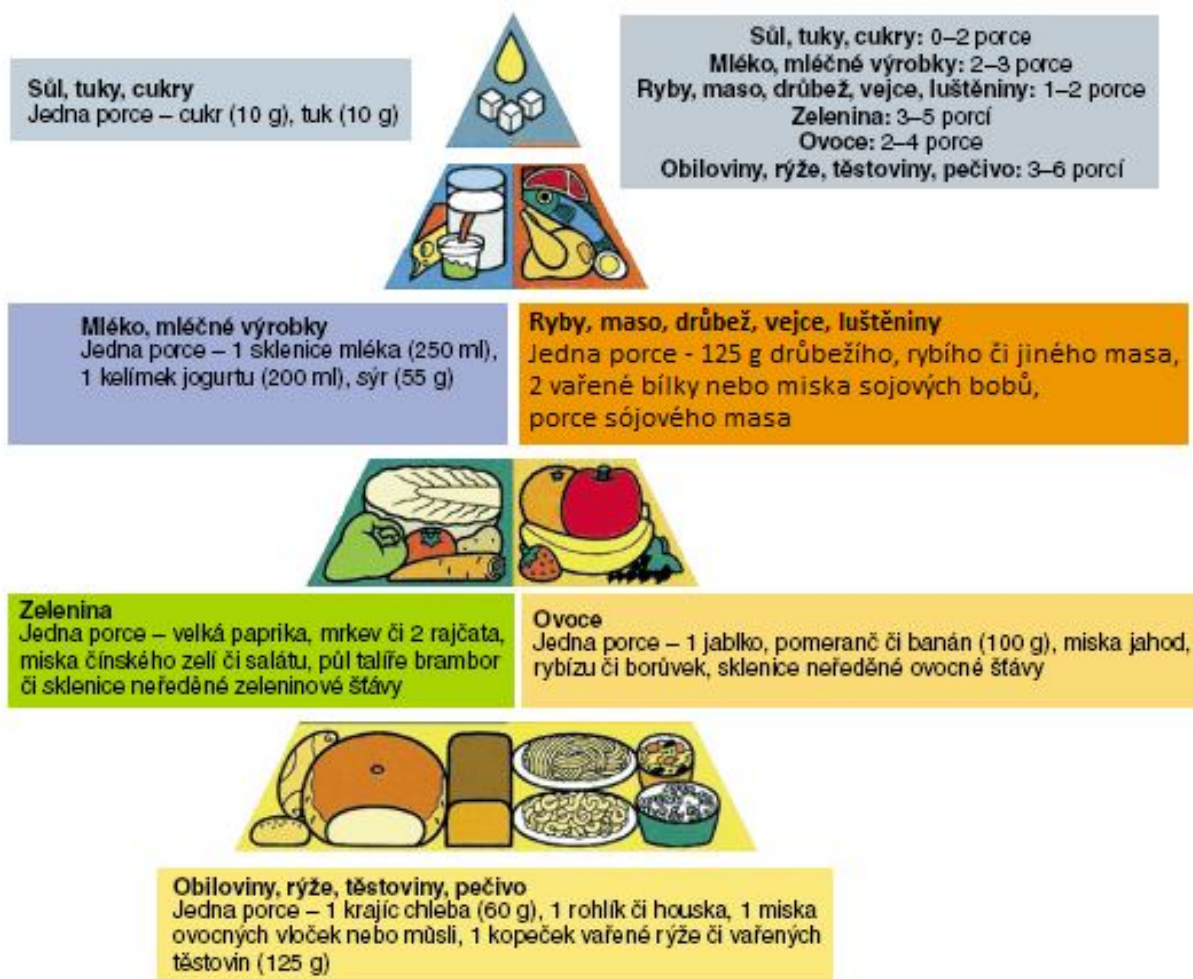 Sůl, tuky, cukry
Jedna porce – cukr (10 g), tuk (10 g)
Sůl, tuky, cukry: 0–2 porce
Mléko, mléčné výrobky: 2–3 porce
Ryby, maso, drůbež, vejce, luštěniny: 1–2 porce
Zelenina: 3–5 porcí
Ovoce: 2–4 porce
Obiloviny, rýže, těstoviny, pečivo: 3–6 porcí
Mléko, mléčné výrobky
Jedna porce – 1 sklenice mléka (250 ml),
1 kelímek jogurtu (200 ml), sýr (55 g)
Ryby, maso, drůbež, vejce, luštěniny
Jedna porce - 125 g drůbežího, rybího či jiného masa,
2 vařené bílky nebo miska sojových bobů,
porce sójového masa
Zelenina
Jedna porce – velká paprika, mrkev či 2 rajčata,
miska čínského zelí či salátu, půl talíře brambor
či sklenice neředěné zeleninové šťávy
Ovoce
Jedna porce – 1 jablko, pomeranč či banán (100 g), miska jahod,
rybízu či borůvek, sklenice neředěné ovocné šťávy
Obiloviny, rýže, těstoviny, pečivo
Jedna porce – 1 krajíc chleba (60 g), 1 rohlík či houska, 1 miska
ovocných vloček nebo műsli, 1 kopeček vařené rýže či vařených
těstovin (125 g)